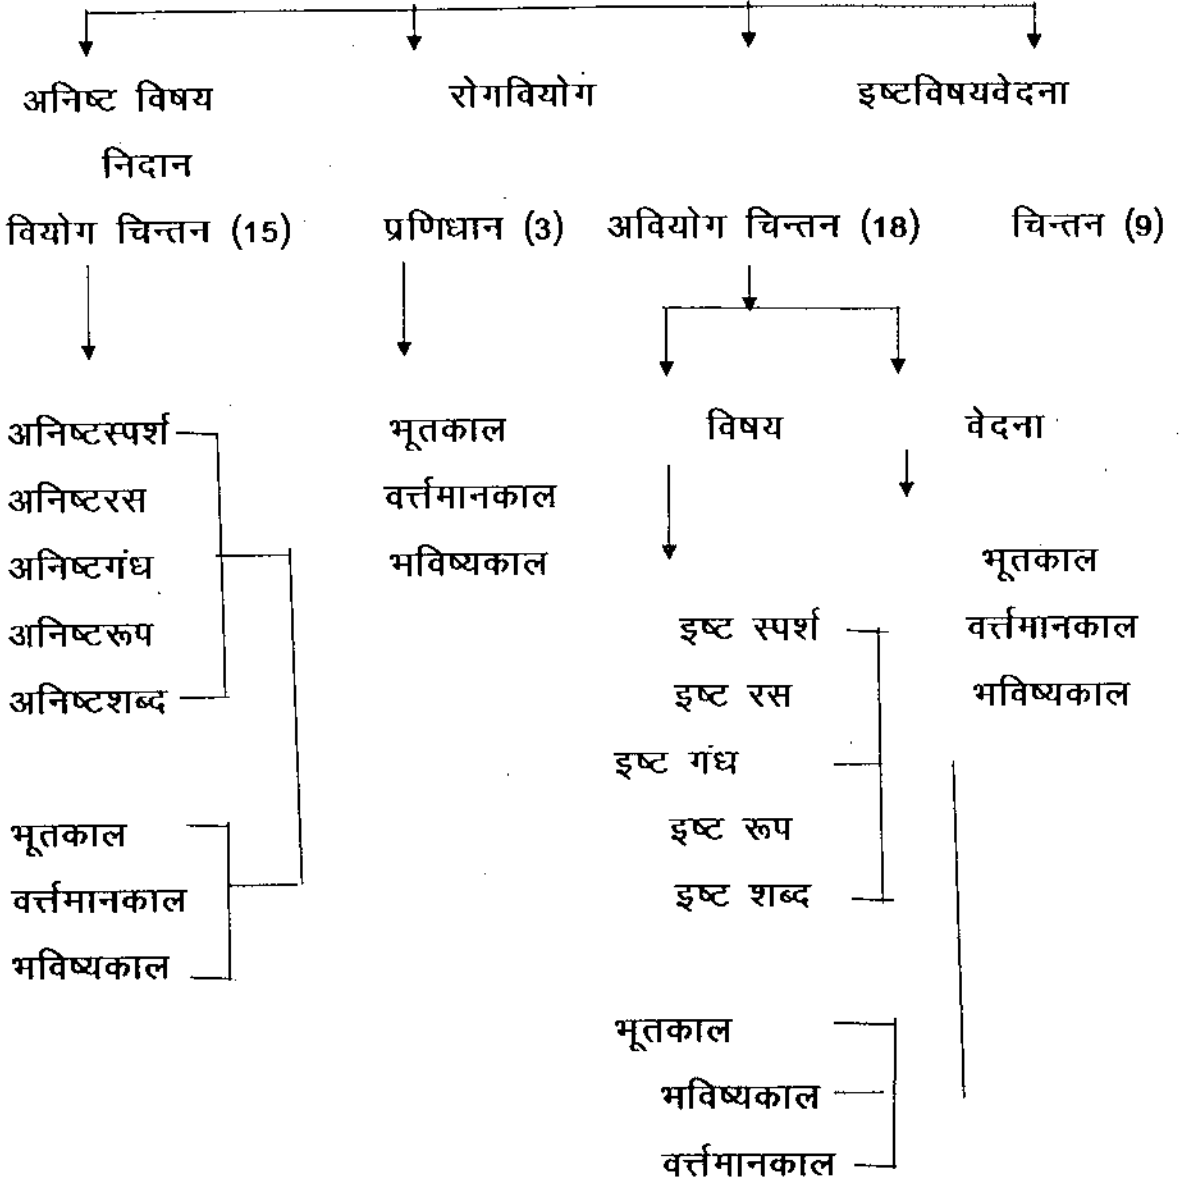 अनिष्ट विषय रोगवियोग इष्टविषयवेदना
निदान
वियोग चिन्तन (15) प्रणिधान (3) अवियोग चिन्तन (18) चिन्तन (9)
अनिष्टस्पर्श भूतकाल विषय वेदना
अनिष्टरस वर्त्तमानकाल
अनिष्टगंध भविष्यकाल भूतकाल
अनिष्टरूप इष्ट स्पर्श वर्त्तमानकाल
अनिष्टशब्द इष्ट रस भविष्यकाल
इष्ट गंध
भूतकाल इष्ट रूप
वर्त्तमानकाल इष्ट शब्द
भविष्यकाल
भूतकाल
भविष्यकाल
वर्त्तमानकाल